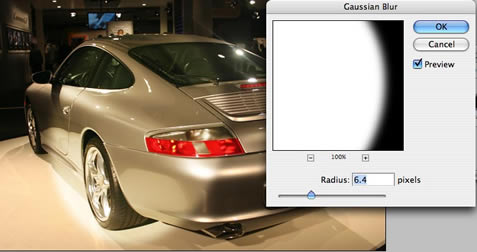 Gaussian Blur
OK
Cancel
Preview
100%
Radius: 6.4 pixels